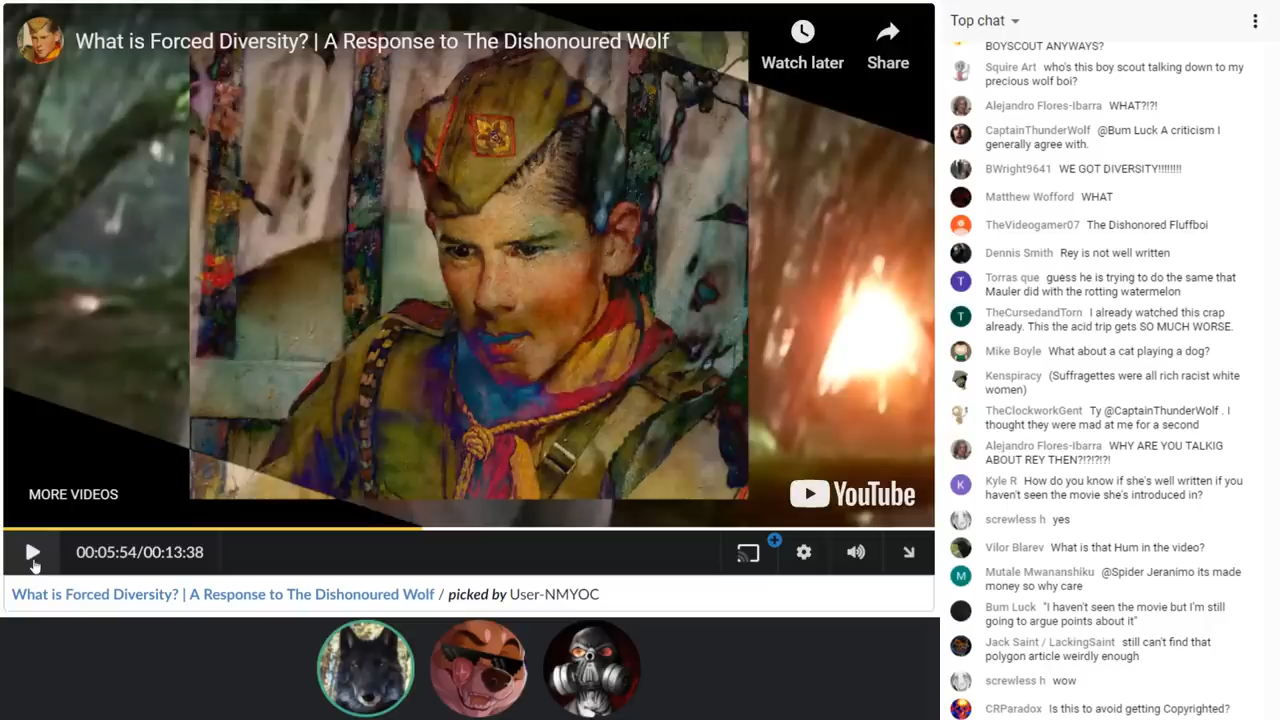 What is Forced Diversity? | A Response to The Dishonoured Wolf
Watch later
Share
MORE VIDEOS
YouTube
00:05:54/00:13:38
What is Forced Diversity? | A Response to The Dishonoured Wolf / picked by User-NMYOC
Top chat
BOYSCOUT ANYWAYS?
Squire Art who's this boy scout talking down to my
precious wolf boi?
Alejandro Flores-Ibarra WHAT?!?!
CaptainThunderWolf @Bum Luck A criticism I
generally agree with.
BWright9641 WE GOT DIVERSITY!!!!!!!!
Matthew Wofford WHAT
TheVideogamer07 The Dishonored Fluffboi
Dennis Smith Rey is not well written
Torras que guess he is trying to do the same that
Mauler did with the rotting watermelon
TheCursedandTorn I already watched this crap
already. This the acid trip gets SO MUCH WORSE.
Mike Boyle What about a cat playing a dog?
Kenspiracy (Suffragettes were all rich racist white
women)
TheClockworkGent Ty @CaptainThunderWolf . I
thought they were mad at me for a second
Alejandro Flores-Ibarra WHY ARE YOU TALKIG
ABOUT REY THEN?!?!?!?!
Kyle R How do you know if she's well written if you
haven't seen the movie she's introduced in?
screwless h yes
Vilor Blarev What is that Hum in the video?
Mutale Mwananshiku @Spider Jeranimo its made
money so why care
Bum Luck "I haven't seen the movie but I'm still
going to argue points about it"
Jack Saint / LackingSaint still can't find that
polygon article weirdly enough
screwless h wow
CRParadox Is this to avoid getting Copyrighted?
T
T
K
M